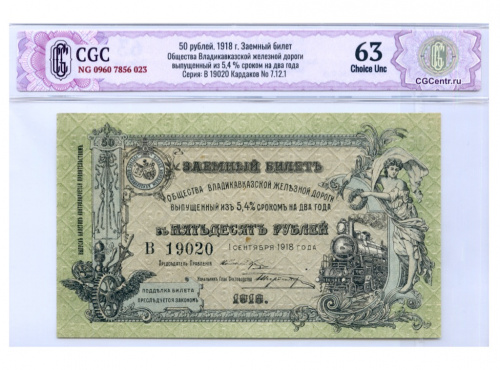 CGC
NG 0960 7856 023
50 рублей, 1918 г. Заемный билет
Общества Владикавказской железной дороги
выпущенный из 5,4 % сроком на два года
Серия: В 19020 Кардаков No 7.12.1
63
Choice Unc
CGCentr.ru
50
ЗАЕМНЫЙ БИЛЕТЪ
ОБЩЕСТВА ВЛАДИКАВКАЗСКОЙ ЖЕЛЕЗНОЙ ДОРОГИ
ВЫПУЩЕННЫЙ ИЗЪ 5,4% СРОКОМЪ НА ДВА ГОДА
ВЪ ПЯТЬДЕСЯТЪ РУБЛЕЙ
В 19020
1 СЕНТЯБРЯ 1918 ГОДА
Председатель Правления
ПОДДѢЛКА БИЛЕТА
ПРЕСЛѢДУЕТСЯ ЗАКОНОМЪ
1918.